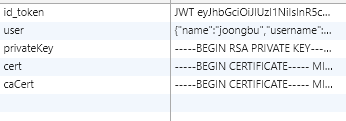 id_token JWT eyJhbGciOiJIUzI1NiIsInR5c...
user {"name":"joongbu","username":...
privateKey -----BEGIN RSA PRIVATE KEY---...
cert -----BEGIN CERTIFICATE----- MI...
caCert -----BEGIN CERTIFICATE----- MI...